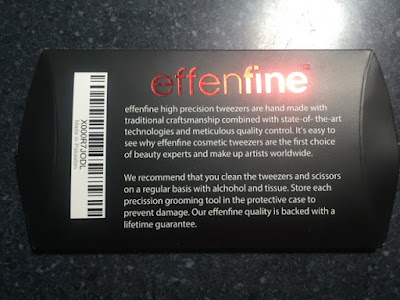 effenfine™
effenfine high precision tweezers are hand made with
traditional craftsmanship combined with state-of- the-art
technologies and meticulous quality control. It's easy to
see why effenfine cosmetic tweezers are the first choice
of beauty experts and make up artists worldwide.
We recommend that you clean the tweezers and scissors
on a regular basis with alchohol and tissue. Store each
precission grooming tool in the protective case to
prevent damage. Our effenfine quality is backed with a
lifetime guarantee.
Made in Pakistan